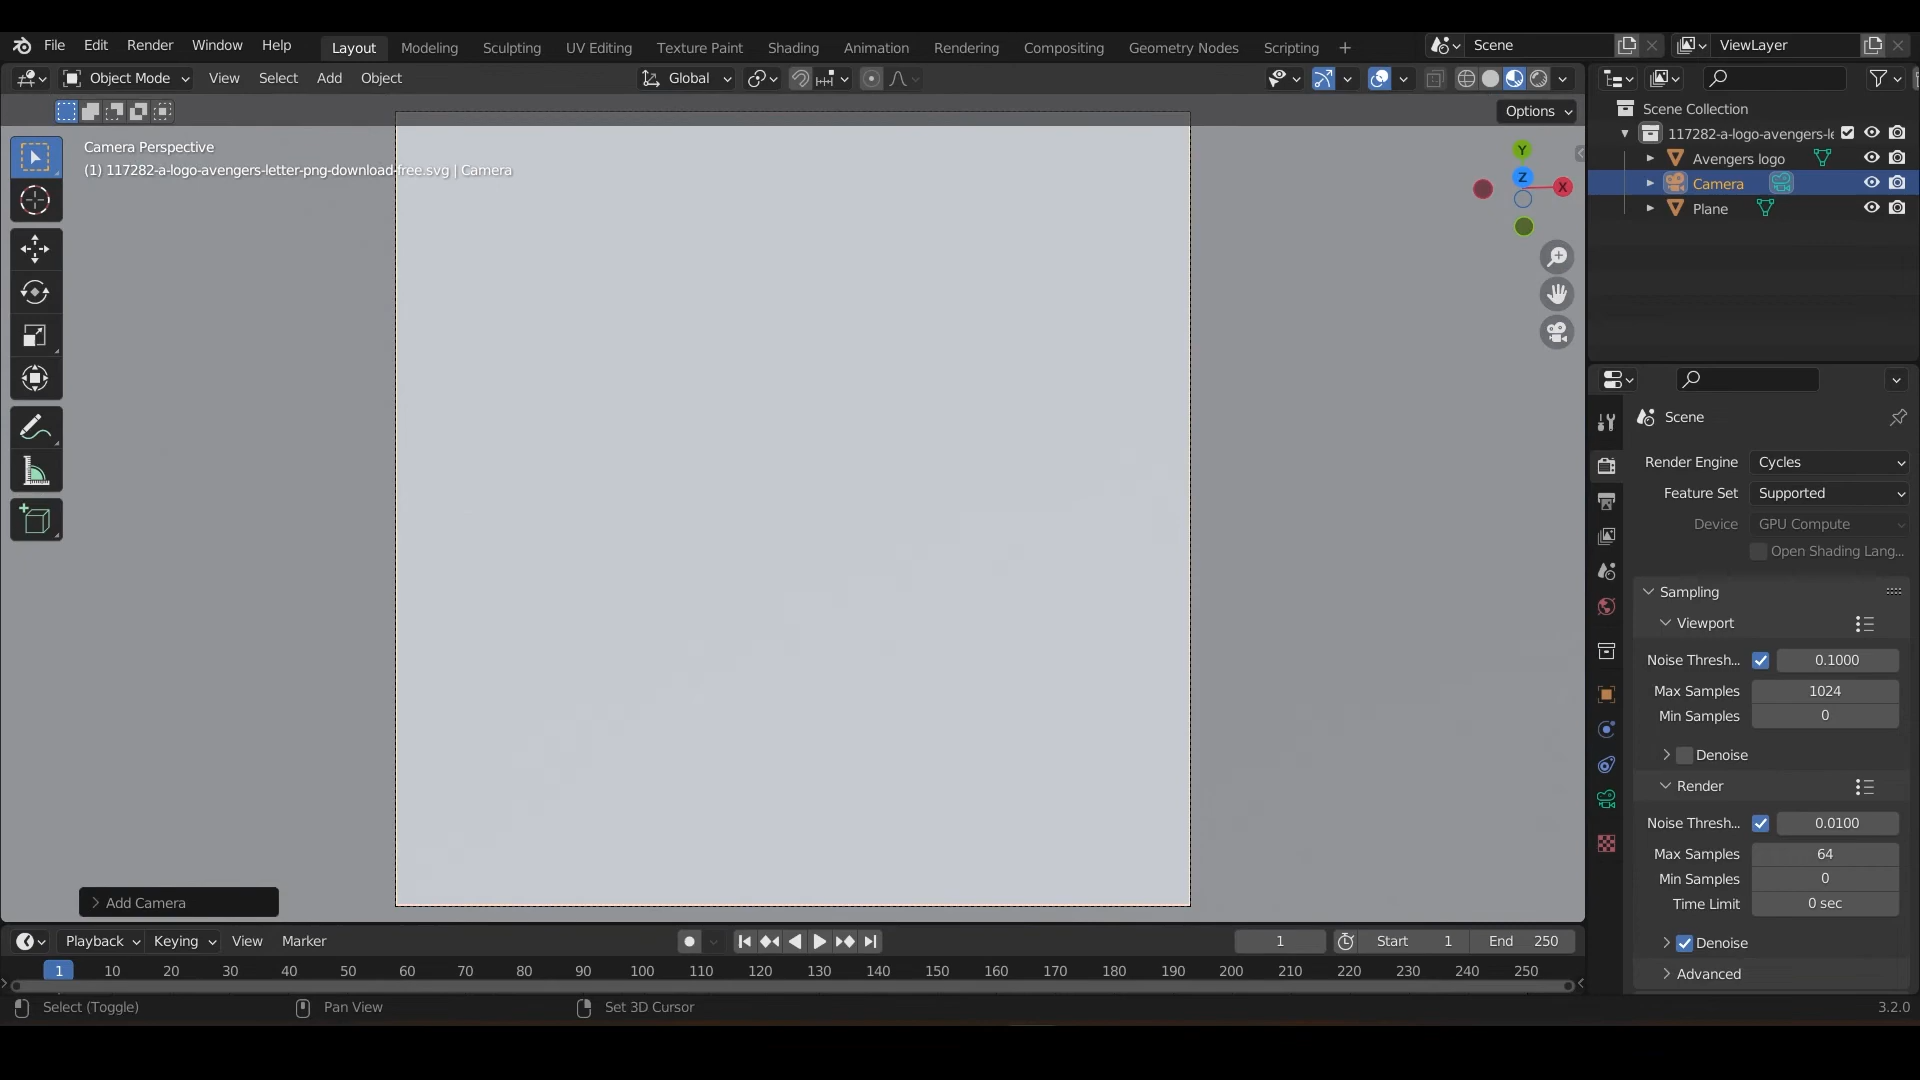 File Edit Render Window Help Layout Modeling Sculpting UV Editing Texture Paint Shading Animation Rendering Compositing Geometry Nodes Scripting + Scene ViewLayer
Object Mode View Select Add Object Global
Options
Camera Perspective
(1) 117282-a-logo-avengers-letter-png-download-free.svg | Camera
Y
Z
X
Scene Collection
117282-a-logo-avengers-le
Avengers logo
Camera
Plane
Scene
Render Engine Cycles
Feature Set Supported
Device GPU Compute
Open Shading Lang...
Sampling
Viewport
Noise Thresh... 0.1000
Max Samples 1024
Min Samples 0
Denoise
Render
Noise Thresh... 0.0100
Max Samples 64
Min Samples 0
Time Limit 0 sec
Denoise
Advanced
Add Camera
Playback Keying View Marker 1 Start 1 End 250
1 10 20 30 40 50 60 70 80 90 100 110 120 130 140 150 160 170 180 190 200 210 220 230 240 250
Select (Toggle) Pan View Set 3D Cursor 3.2.0